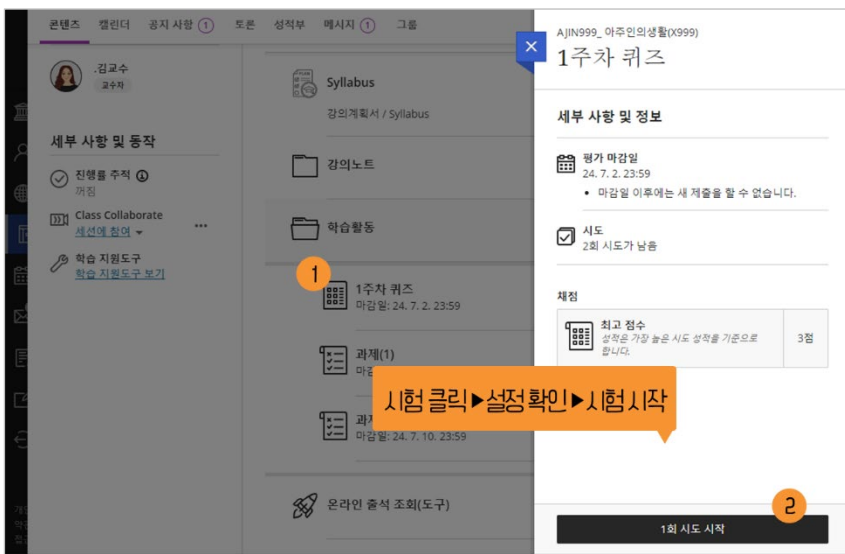 콘텐츠 캘린더 공지 사항 1 토론 성적부 메시지 1 그룹
.김교수
교수자
세부 사항 및 동작
진행률 추적
꺼짐
Class Collaborate
세션에 참여
학습 지원도구
학습 지원도구 보기
Syllabus
강의계획서 / Syllabus
강의노트
학습활동
1
1주차 퀴즈
마감일: 24. 7. 2. 23:59
과제(1)
시험 클릭▶설정 확인▶시험 시작
마감일: 24. 7. 10. 23:59
온라인 출석 조회(도구)
AJIN999_ 아주인의생활(X999)
1주차 퀴즈
세부 사항 및 정보
평가 마감일
24. 7. 2. 23:59
• 마감일 이후에는 새 제출을 할 수 없습니다.
시도
2회 시도가 남음
채점
최고 점수
성적은 가장 높은 시도 성적을 기준으로
합니다.
3점
2
1회 시도 시작